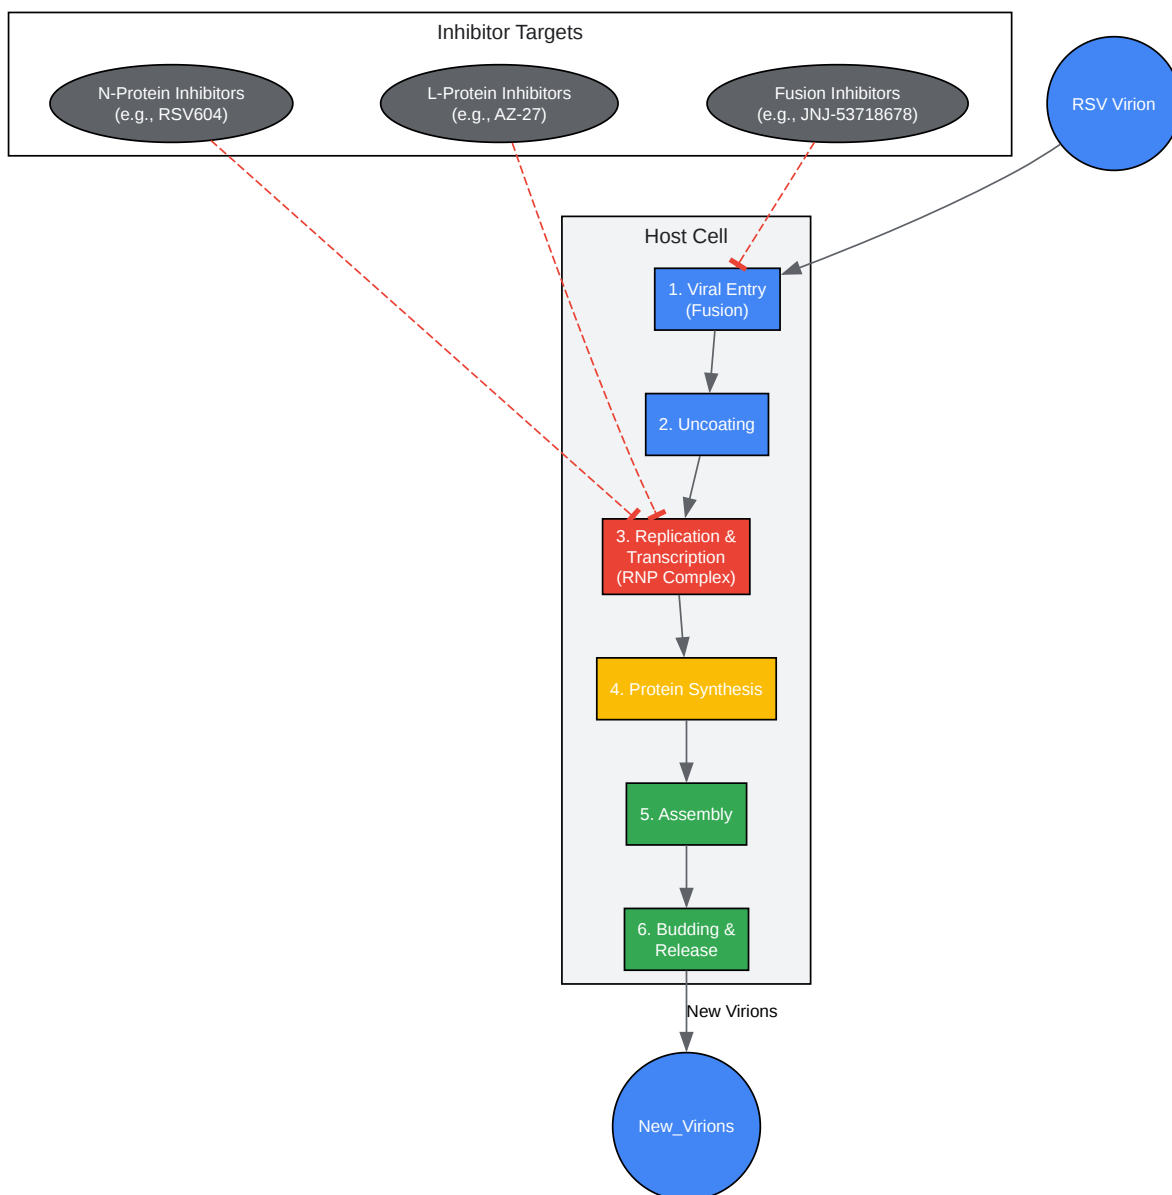 Inhibitor Targets
N-Protein Inhibitors
(e.g., RSV604)
L-Protein Inhibitors
(e.g., AZ-27)
Fusion Inhibitors
(e.g., JNJ-53718678)
RSV Virion
Host Cell
1. Viral Entry
(Fusion)
2. Uncoating
3. Replication &
Transcription
(RNP Complex)
4. Protein Synthesis
5. Assembly
6. Budding &
Release
New Virions
New_Virions